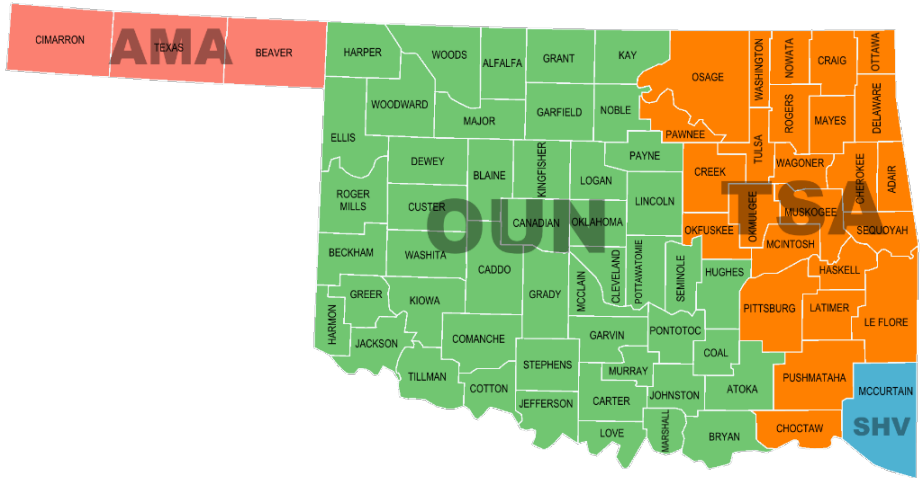 CIMARRON
TEXAS
BEAVER
AMA
HARPER
WOODS
ALFALFA
GRANT
KAY
OSAGE
WASHINGTON
NOWATA
CRAIG
OTTAWA
WOODWARD
MAJOR
GARFIELD
NOBLE
PAWNEE
ROGERS
MAYES
DELAWARE
ELLIS
DEWEY
BLAINE
KINGFISHER
LOGAN
PAYNE
CREEK
TULSA
WAGONER
CHEROKEE
ADAIR
ROGER
MILLS
CUSTER
CANADIAN
OKLAHOMA
LINCOLN
OUN
TSA
OKFUSKEE
OKMULGEE
MUSKOGEE
MCINTOSH
SEQUOYAH
BECKHAM
WASHITA
CADDO
GRADY
MCCLAIN
CLEVELAND
POTTAWATOMIE
SEMINOLE
HUGHES
HASKELL
GREER
KIOWA
PITTSBURG
LATIMER
LE FLORE
HARMON
JACKSON
COMANCHE
GARVIN
PONTOTOC
COAL
TILLMAN
COTTON
STEPHENS
MURRAY
JEFFERSON
CARTER
JOHNSTON
ATOKA
PUSHMATAHA
MCCURTAIN
LOVE
MARSHALL
BRYAN
CHOCTAW
SHV